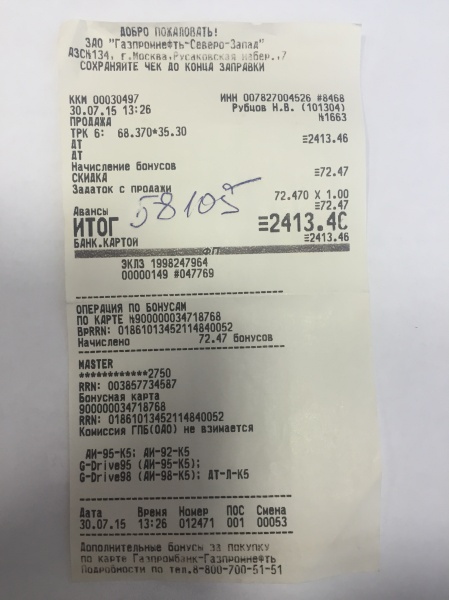 ДОБРО ПОЖАЛОВАТЬ!
ЗАО "Газпромнефть-Северо-Запад"
АЗС№134, г.Москва,Русаковская набер.,7
СОХРАНЯЙТЕ ЧЕК ДО КОНЦА ЗАПРАВКИ
ККМ 00030497 ИНН 007827004526 #8468
30.07.15 13:26 Рубцов Н.В. (101304)
ПРОДАЖА №1663
ТРК 6: 68.370*35.30
ДТ ≡2413.46
ДТ
Начисление бонусов
СКИДКА ≡72.47
Задаток с продажи
72.470 X 1.00
Авансы ≡72.47
58105
ИТОГ ≡2413.46
БАНК.КАРТОЙ ≡2413.46
ФП
ЭКЛЗ 1998247964
00000149 #047769
ОПЕРАЦИЯ ПО БОНУСАМ
ПО КАРТЕ №900000034718768
ВрRRN: 01861013452114840052
Начислено 72.47 бонусов
MASTER
************2750
RRN: 003857734587
Бонусная карта
900000034718768
RRN: 01861013452114840052
Комиссия ГПБ(ОАО) не взимается
АИ-95-К5; АИ-92-К5
G-Drive95 (АИ-95-К5);
G-Drive98 (АИ-98-К5); ДТ-Л-К5
Дата Время Номер ПОС Смена
30.07.15 13:26 012471 001 00053
Дополнительные бонусы за покупку
по карте Газпромбанк-Газпромнефть
Подробности по тел.8-800-700-51-51